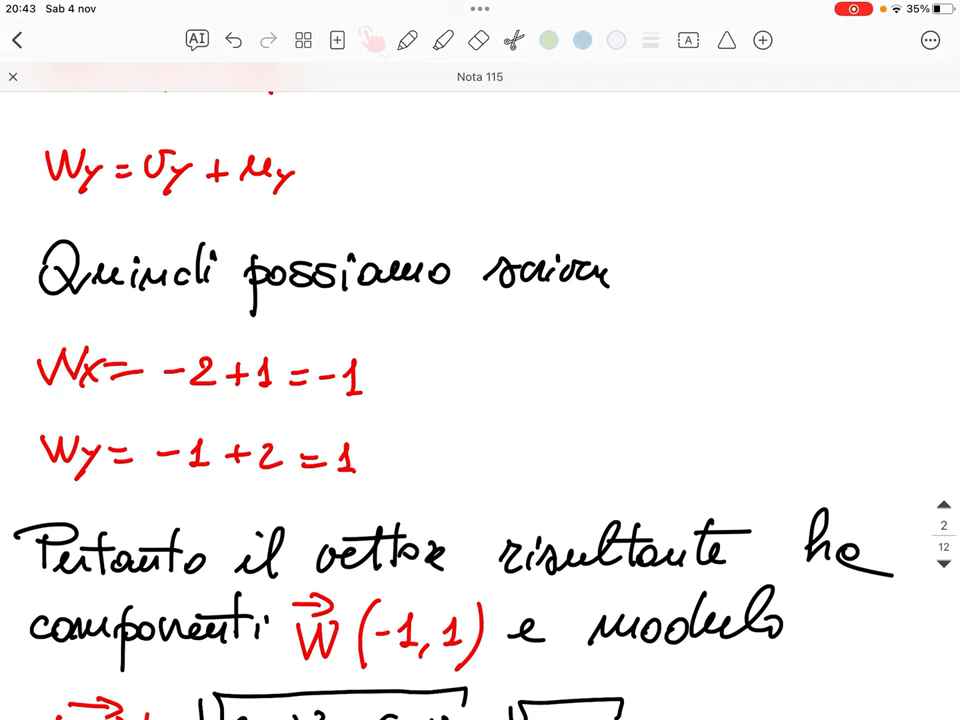 20:43 Sab 4 nov
35%
AI
A
Nota 115
Wy = vy + uy
Quindi possiamo scrivere
Wx = -2+1=-1
Wy = -1+2=1
2
12
Pertanto il vettore risultante ha
componenti W (-1,1) e modulo